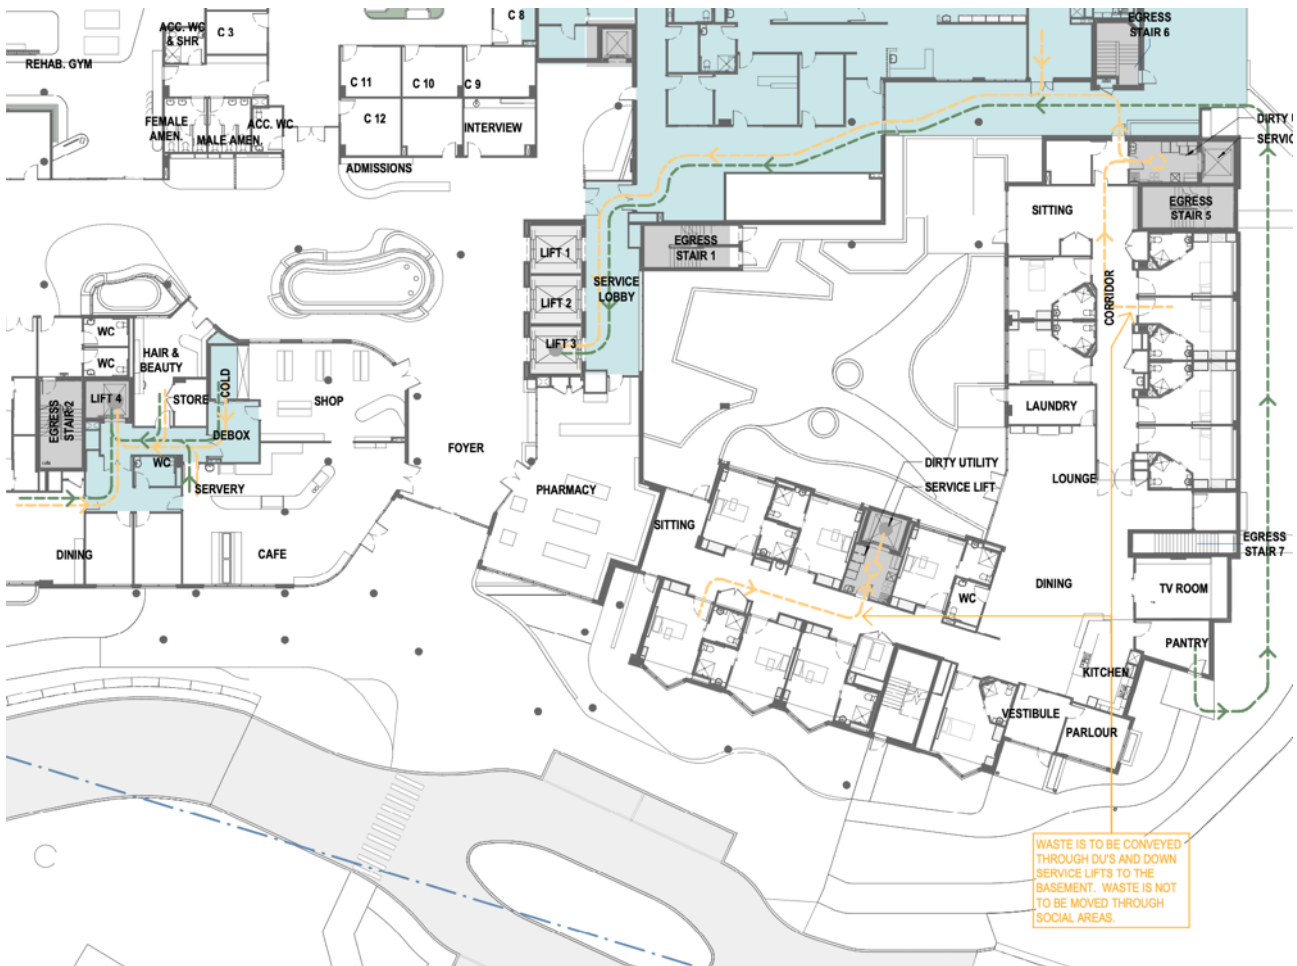 EGRESS
STAIR 6
ACC. WC
& SHR
C 3
C 8
REHAB. GYM
C 11
C 10
C 9
C 12
INTERVIEW
FEMALE
AMEN.
MALE AMEN.
ACC. WC
ADMISSIONS
DIRTY U
SERVIC
SITTING
EGRESS
STAIR 5
EGRESS
STAIR 1
LIFT 1
LIFT 2
LIFT 3
SERVICE
LOBBY
CORRIDOR
WC
WC
HAIR &
BEAUTY
COLD
STORE
SHOP
LIFT 4
EGRESS
STAIR 2
DEBOX
WC
SERVERY
FOYER
LAUNDRY
LOUNGE
DIRTY UTILITY
SERVICE LIFT
PHARMACY
SITTING
DINING
CAFE
EGRESS
STAIR 7
DINING
TV ROOM
WC
PANTRY
KITCHEN
VESTIBULE
PARLOUR
WASTE IS TO BE CONVEYED
THROUGH DU'S AND DOWN
SERVICE LIFTS TO THE
BASEMENT. WASTE IS NOT
TO BE MOVED THROUGH
SOCIAL AREAS.